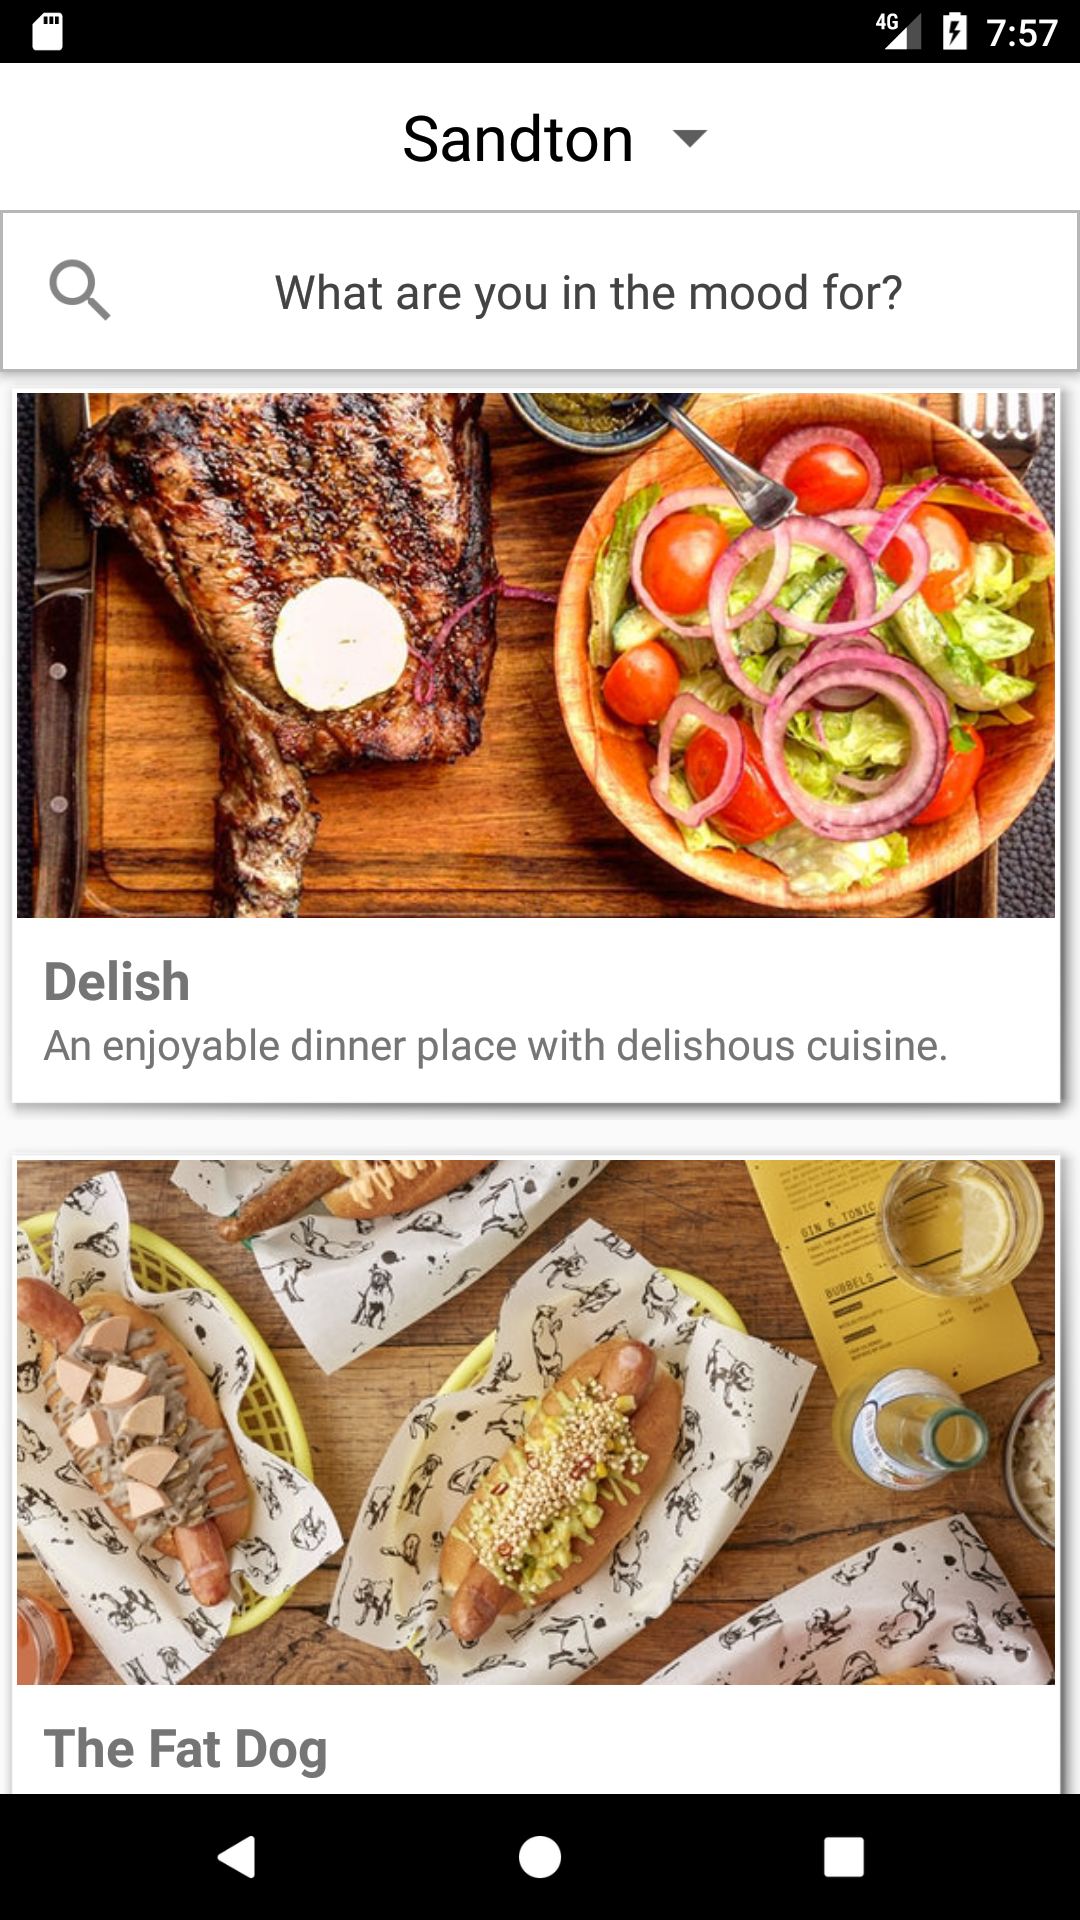 4G 7:57
Sandton
What are you in the mood for?
Delish
An enjoyable dinner place with delishous cuisine.
GIN & TONIC
BUBBELS
The Fat Dog